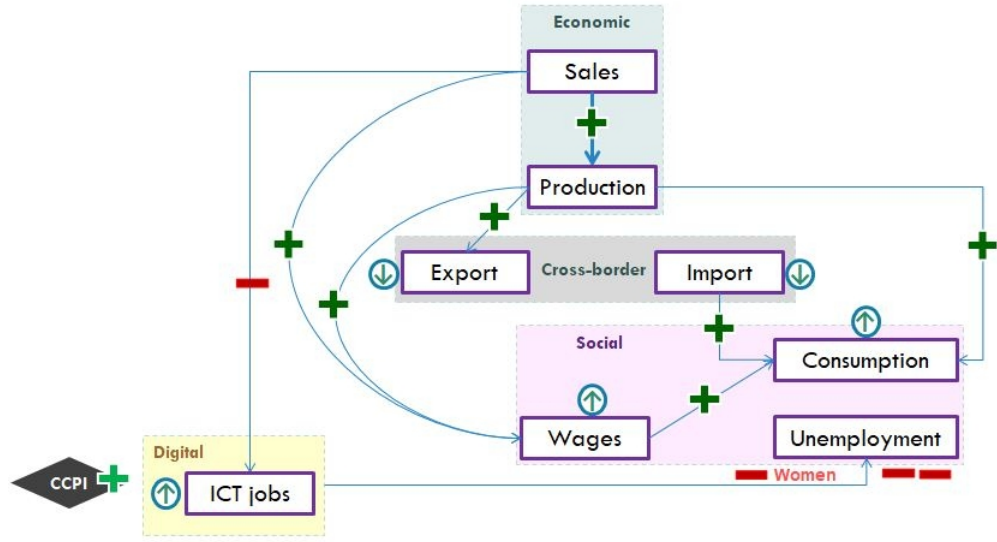 Economic
Sales
Production
Export
Cross-border
Import
Social
Consumption
Wages
Unemployment
Digital
CCPI
ICT jobs
Women